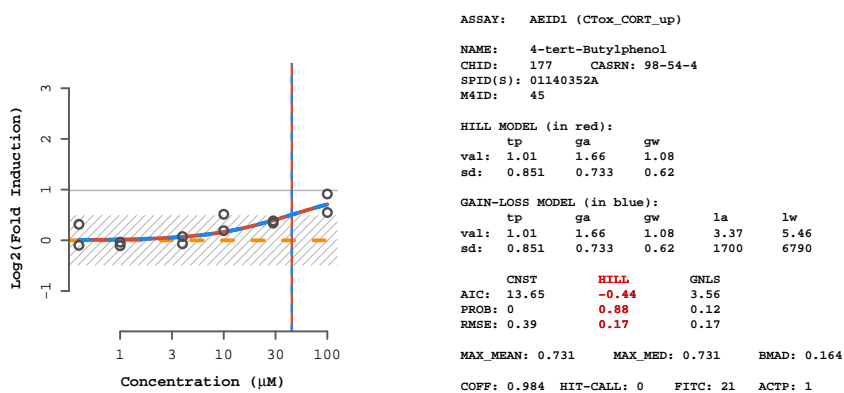 Log2(Fold Induction)
3
2
1
0
-1
1 3 10 30 100
Concentration (μM)
ASSAY: AEID1 (CTox_CORT_up)
NAME: 4-tert-Butylphenol
CHID: 177 CASRN: 98-54-4
SPID(S): 01140352A
M4ID: 45
HILL MODEL (in red):
tp ga gw
val: 1.01 1.66 1.08
sd: 0.851 0.733 0.62
GAIN-LOSS MODEL (in blue):
tp ga gw la lw
val: 1.01 1.66 1.08 3.37 5.46
sd: 0.851 0.733 0.62 1700 6790
CNST HILL GNLS
AIC: 13.65 -0.44 3.56
PROB: 0 0.88 0.12
RMSE: 0.39 0.17 0.17
MAX_MEAN: 0.731 MAX_MED: 0.731 BMAD: 0.164
COFF: 0.984 HIT-CALL: 0 FITC: 21 ACTP: 1